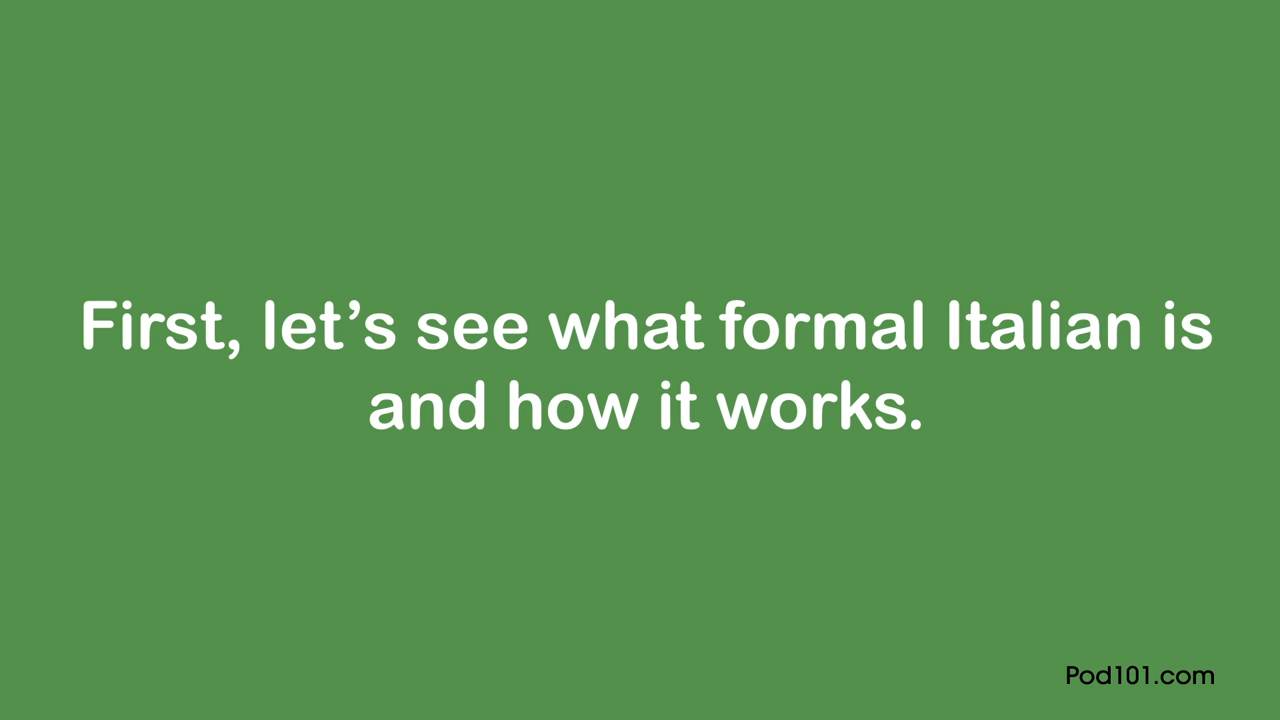 First, let’s see what formal Italian is
and how it works.
Pod101.com